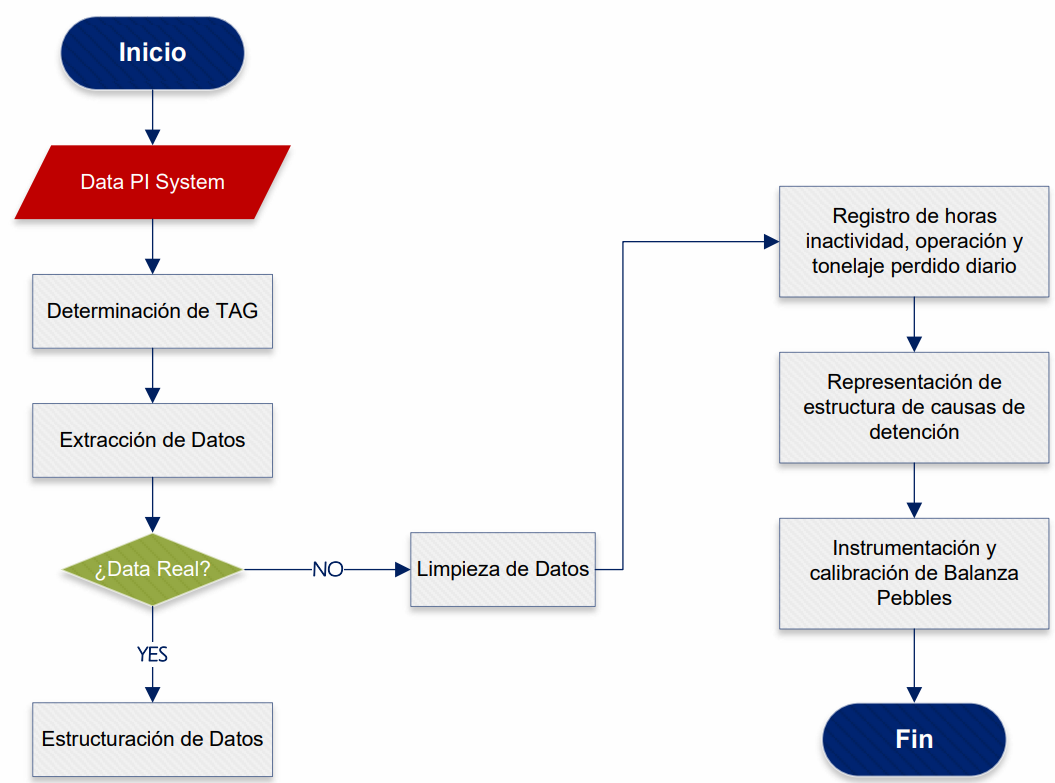 Inicio
Data PI System
Determinación de TAG
Extracción de Datos
¿Data Real?
NO
Limpieza de Datos
YES
Estructuración de Datos
Registro de horas
inactividad, operación y
tonelaje perdido diario
Representación de
estructura de causas de
detención
Instrumentación y
calibración de Balanza
Pebbles
Fin